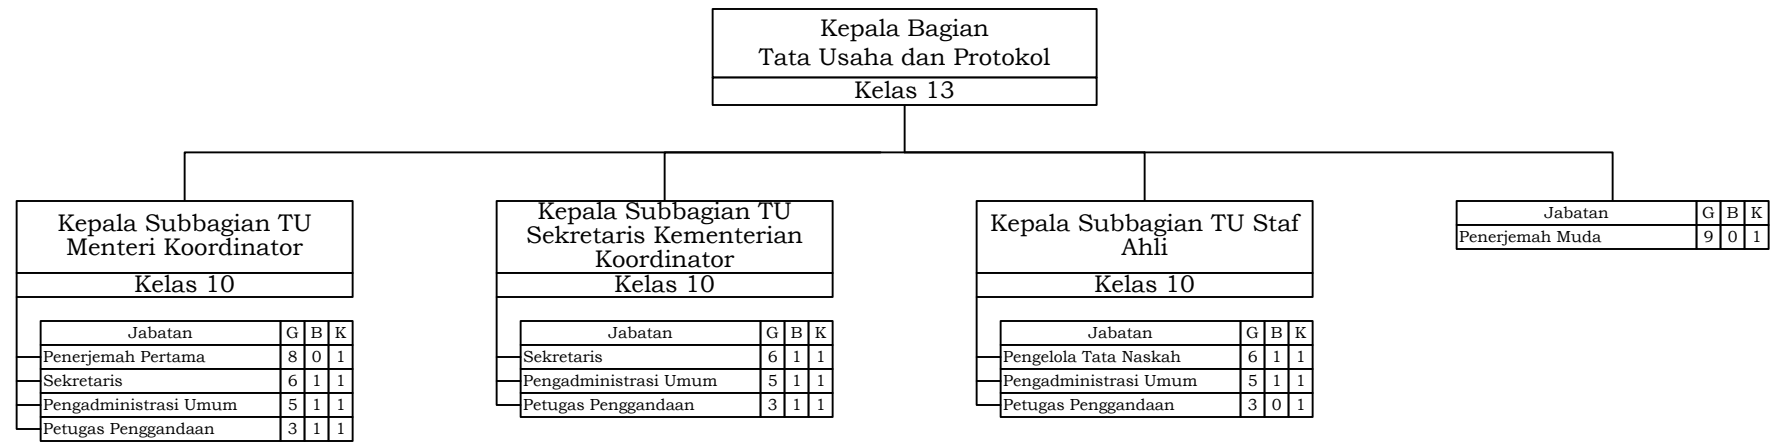 Kepala Bagian
Tata Usaha dan Protokol
Kelas 13
Kepala Subbagian TU
Menteri Koordinator
Kelas 10
Jabatan G B K
Penerjemah Pertama 8 0 1
Sekretaris 6 1 1
Pengadministrasi Umum 5 1 1
Petugas Penggandaan 3 1 1
Kepala Subbagian TU
Sekretaris Kementerian
Koordinator
Kelas 10
Jabatan G B K
Sekretaris 6 1 1
Pengadministrasi Umum 5 1 1
Petugas Penggandaan 3 1 1
Kepala Subbagian TU Staf
Ahli
Kelas 10
Jabatan G B K
Pengelola Tata Naskah 6 1 1
Pengadministrasi Umum 5 1 1
Petugas Penggandaan 3 0 1
Jabatan G B K
Penerjemah Muda 9 0 1